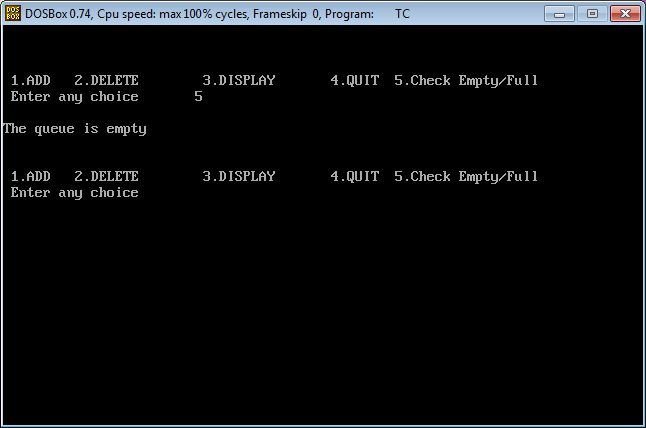 DOS BOX DOSBox 0.74, Cpu speed: max 100% cycles, Frameskip 0, Program: TC
1.ADD 2.DELETE 3.DISPLAY 4.QUIT 5.Check Empty/Full
Enter any choice 5
The queue is empty
1.ADD 2.DELETE 3.DISPLAY 4.QUIT 5.Check Empty/Full
Enter any choice